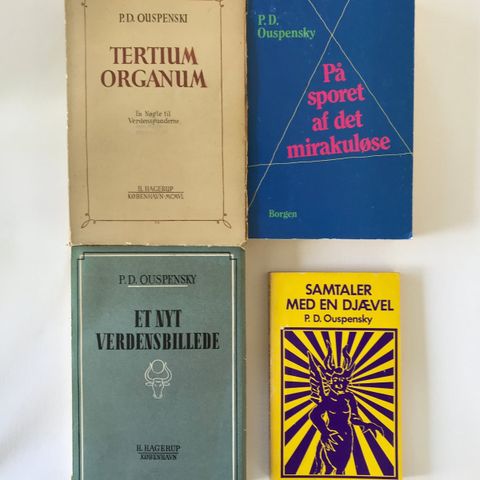 P.D. OUSPENSKI
TERTIUM
ORGANUM
En Nøgle til
Verdensgaaderne
H. HAGERUP
KØBENHAVN·MCMVL
P. D.
Ouspensky
På
sporet
af det
mirakuløse
Borgen
P.D. OUSPENSKY
ET NYT
VERDENSBILLEDE
H. HAGERUP
KØBENHAVN
SAMTALER
MED EN DJÆVEL
P. D. Ouspensky